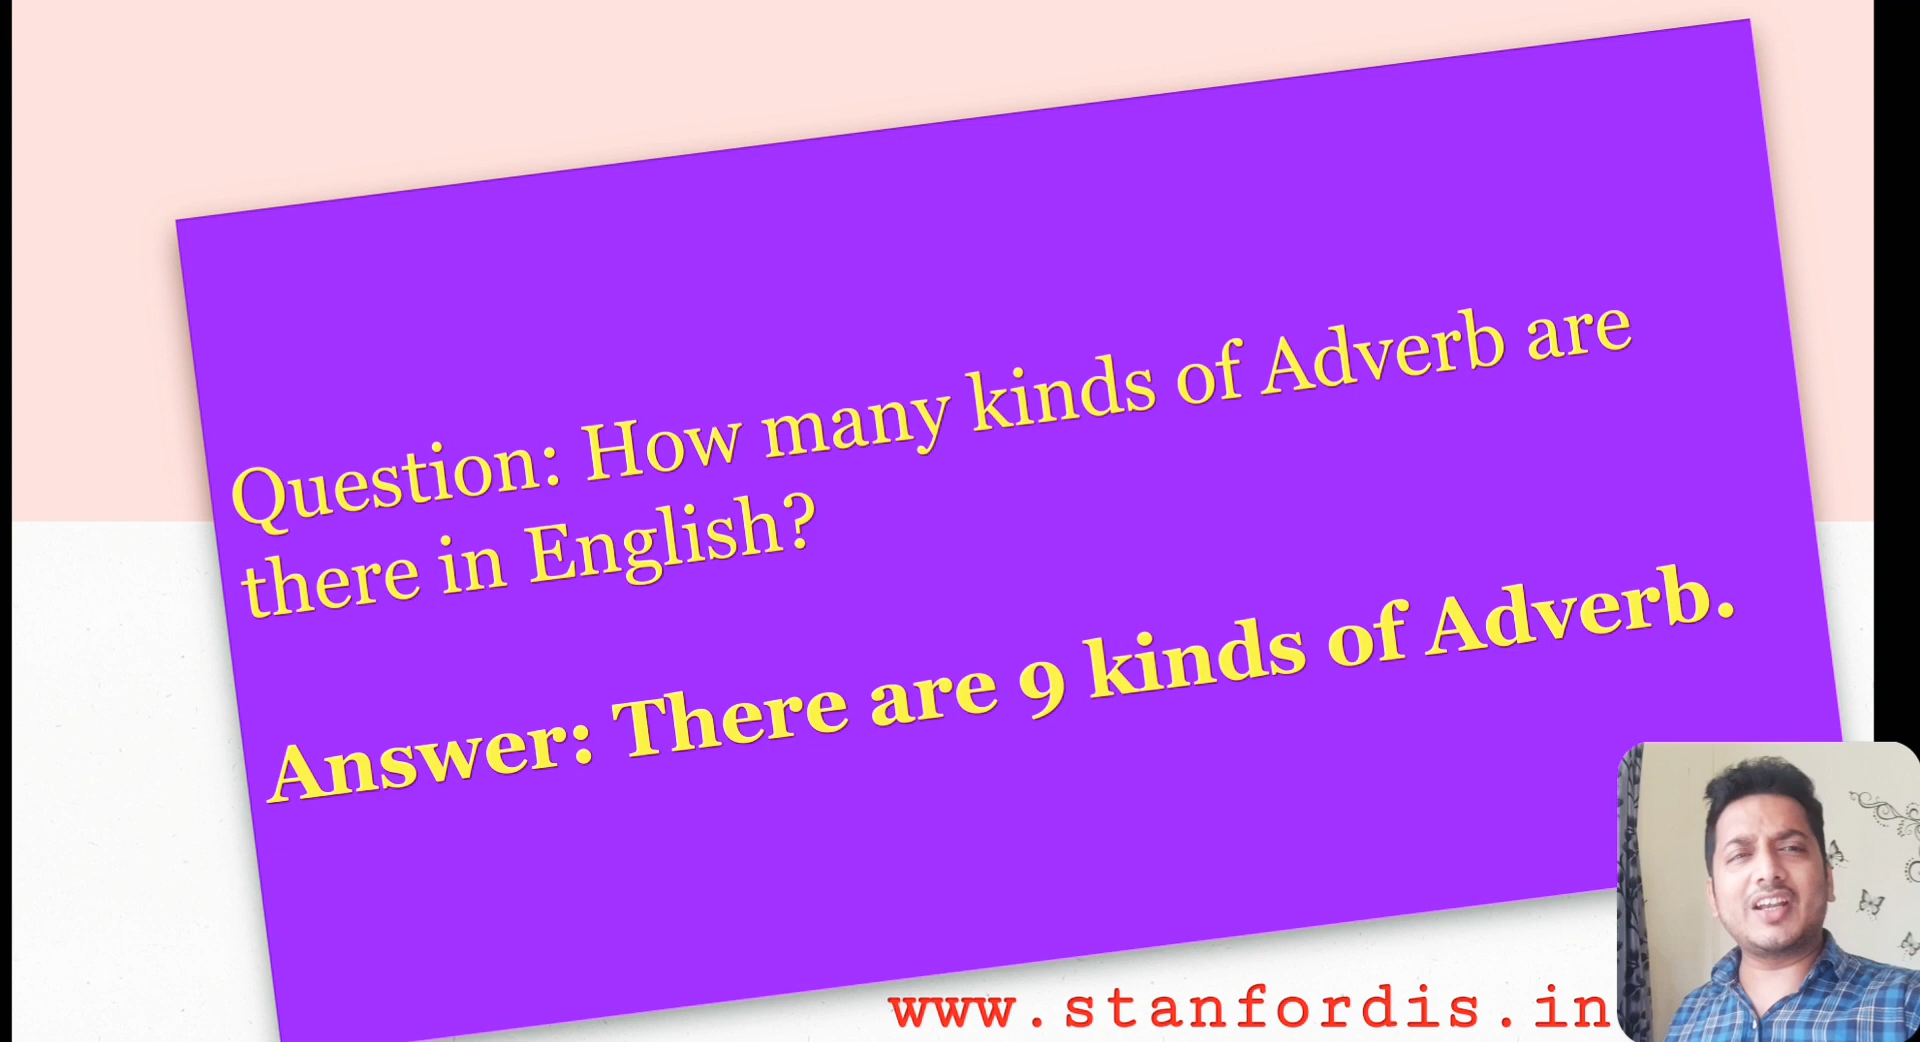 Question: How many kinds of Adverb are
there in English?
Answer: There are 9 kinds of Adverb.
www.stanfordis.in